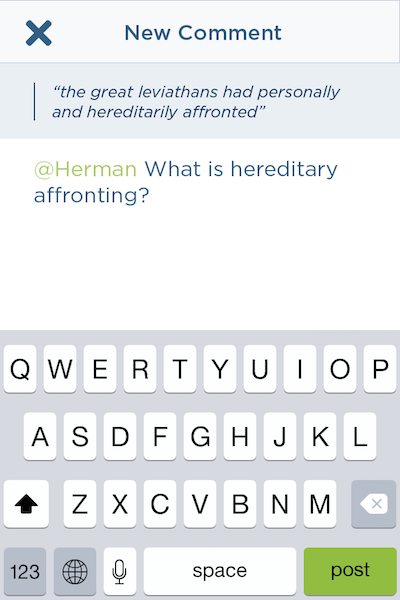 New Comment
“the great leviathans had personally
and hereditarily affronted”
@Herman What is hereditary
affronting?
Q W E R T Y U I O P
A S D F G H J K L
Z X C V B N M
123 space post